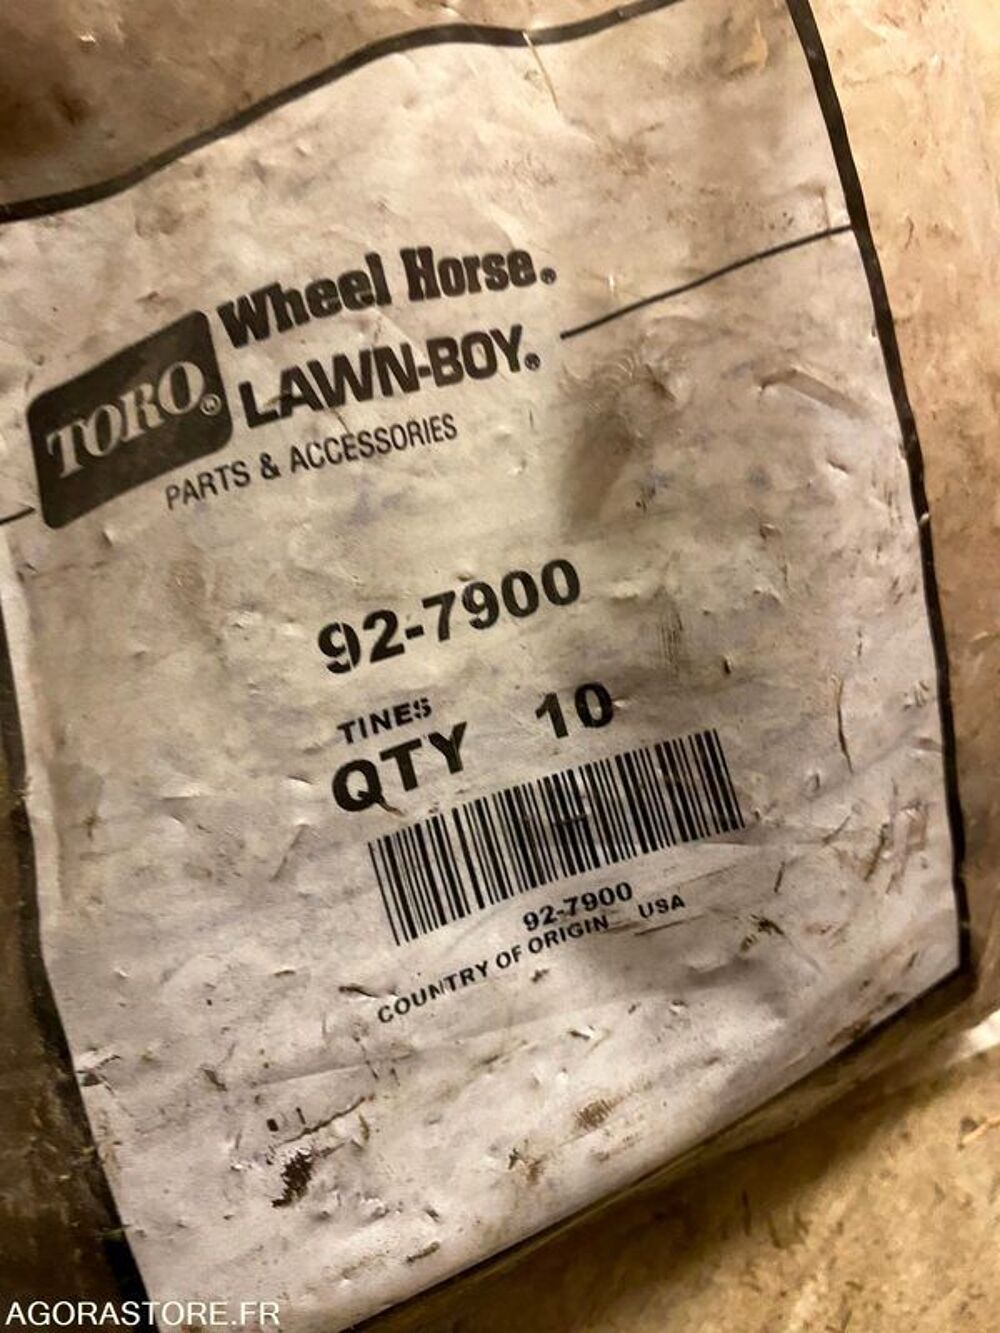 Wheel Horse®
TORO® LAWN-BOY®
PARTS & ACCESSORIES
92-7900
TINES
QTY 10
92-7900
COUNTRY OF ORIGIN USA
AGORASTORE.FR